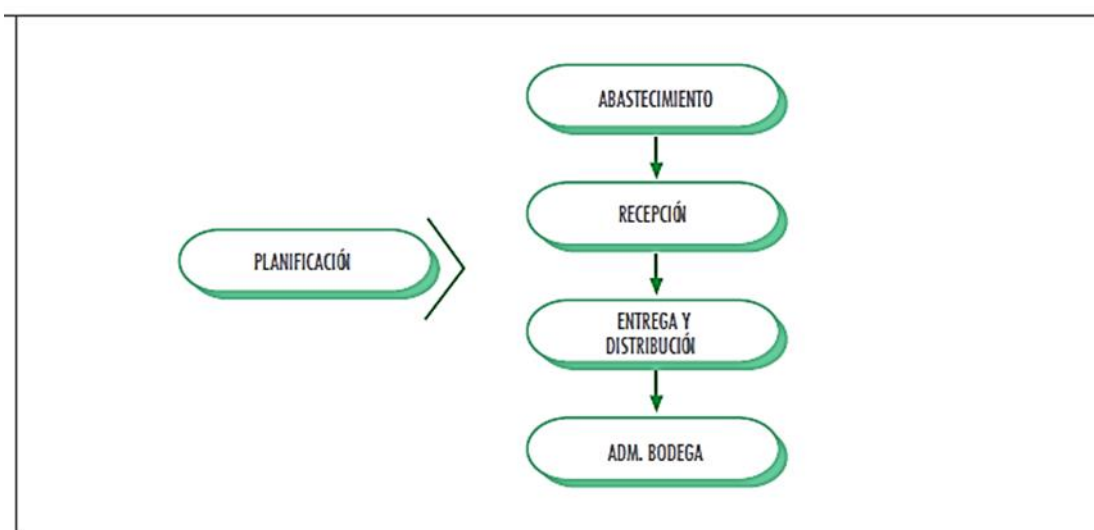 ABASTECIMIENTO
RECEPCIÓN
PLANIFICACIÓN
ENTREGA Y
DISTRIBUCIÓN
ADM. BODEGA